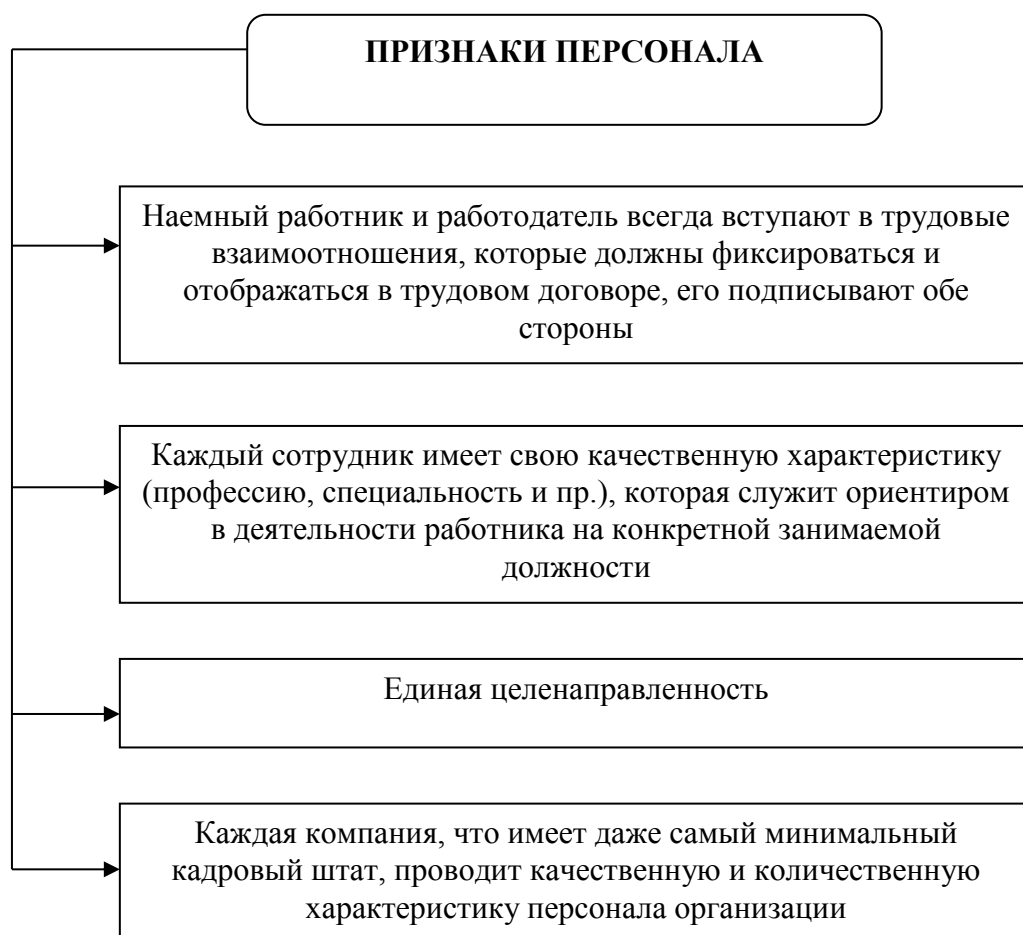 ПРИЗНАКИ ПЕРСОНАЛА
Наемный работник и работодатель всегда вступают в трудовые
взаимоотношения, которые должны фиксироваться и
отображаться в трудовом договоре, его подписывают обе
стороны
Каждый сотрудник имеет свою качественную характеристику
(профессию, специальность и пр.), которая служит ориентиром
в деятельности работника на конкретной занимаемой
должности
Единая целенаправленность
Каждая компания, что имеет даже самый минимальный
кадровый штат, проводит качественную и количественную
характеристику персонала организации